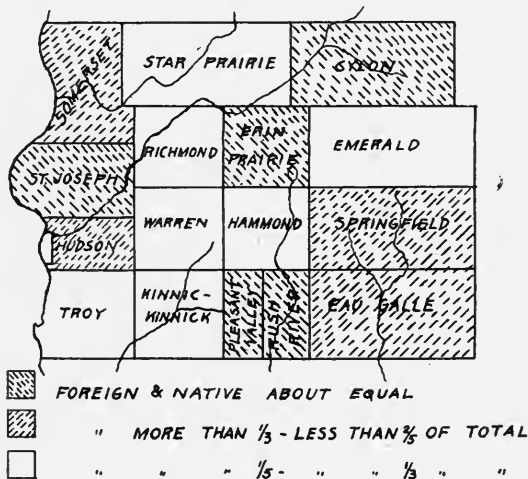 STAR PRAIRIE
CYLON
SOMERSET
RICHMOND
ERIN
PRAIRIE
EMERALD
ST. JOSEPH
WARREN
HAMMOND
SPRINGFIELD
HUDSON
TROY
KINNIC-
KINNICK
PLEASANT
VALLEY
RUSH
RIVER
EAU GALLE
FOREIGN & NATIVE ABOUT EQUAL
" MORE THAN 1/3 - LESS THAN 2/5 OF TOTAL
" " " 1/5 - " " 1/3 " "